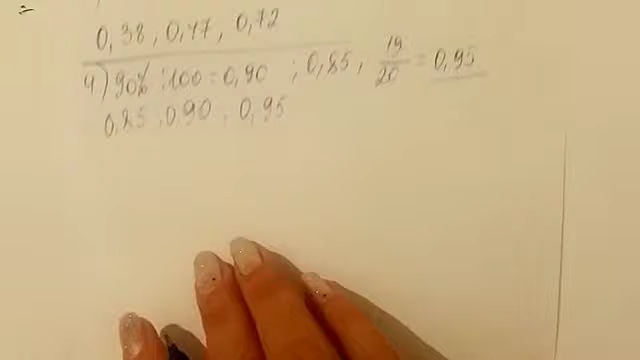 0,38 , 0,47 , 0,72
4) 90% : 100 = 0,90 ; 0,85 , 19/20 = 0,95
0,85 , 0,90 , 0,95